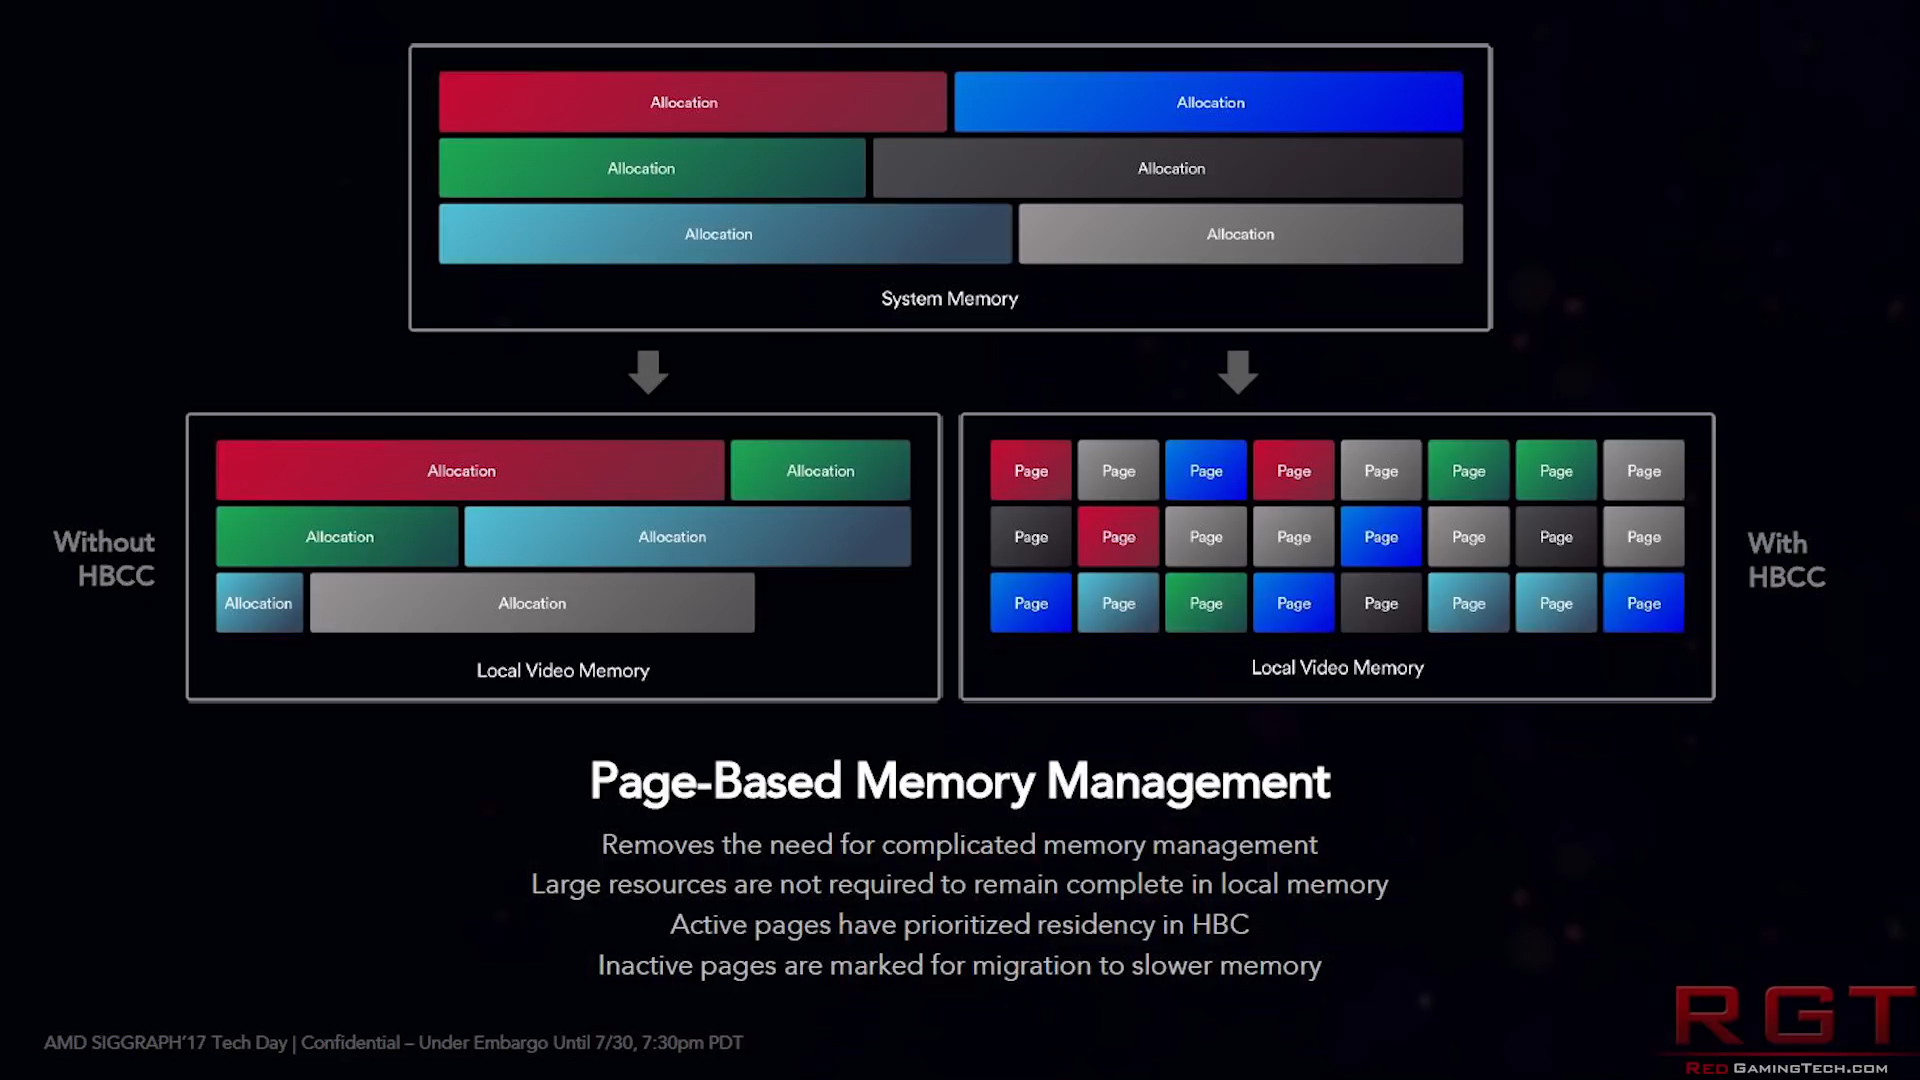 Allocation Allocation
Allocation Allocation
Allocation Allocation
System Memory
Without
HBCC
Allocation Allocation
Allocation Allocation
Allocation Allocation
Local Video Memory
Page Page Page Page Page Page Page Page
Page Page Page Page Page Page Page Page
Page Page Page Page Page Page Page Page
Local Video Memory
With
HBCC
Page-Based Memory Management
Removes the need for complicated memory management
Large resources are not required to remain complete in local memory
Active pages have prioritized residency in HBC
Inactive pages are marked for migration to slower memory
AMD SIGGRAPH'17 Tech Day | Confidential – Under Embargo Until 7/30, 7:30pm PDT
RGT
RedGamingTech.com